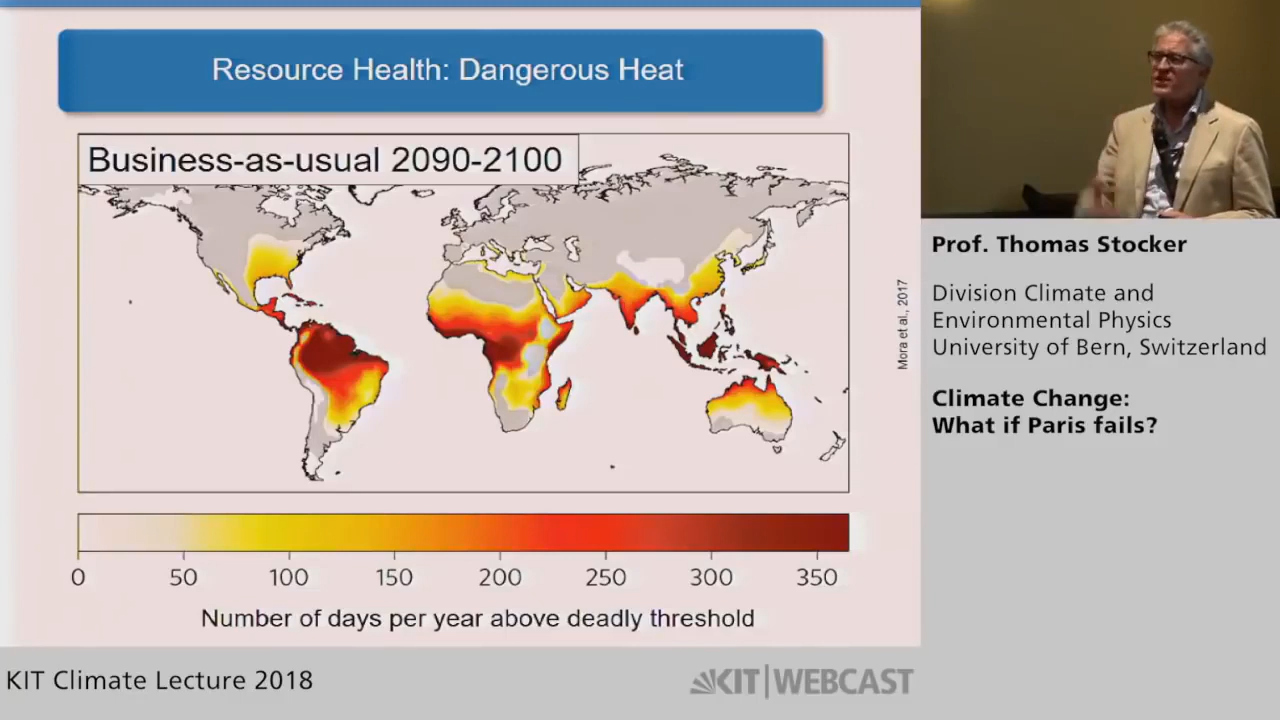 Resource Health: Dangerous Heat
Business-as-usual 2090-2100
Mora et al., 2017
0 50 100 150 200 250 300 350
Number of days per year above deadly threshold
Prof. Thomas Stocker
Division Climate and
Environmental Physics
University of Bern, Switzerland
Climate Change:
What if Paris fails?
KIT Climate Lecture 2018
KIT|WEBCAST